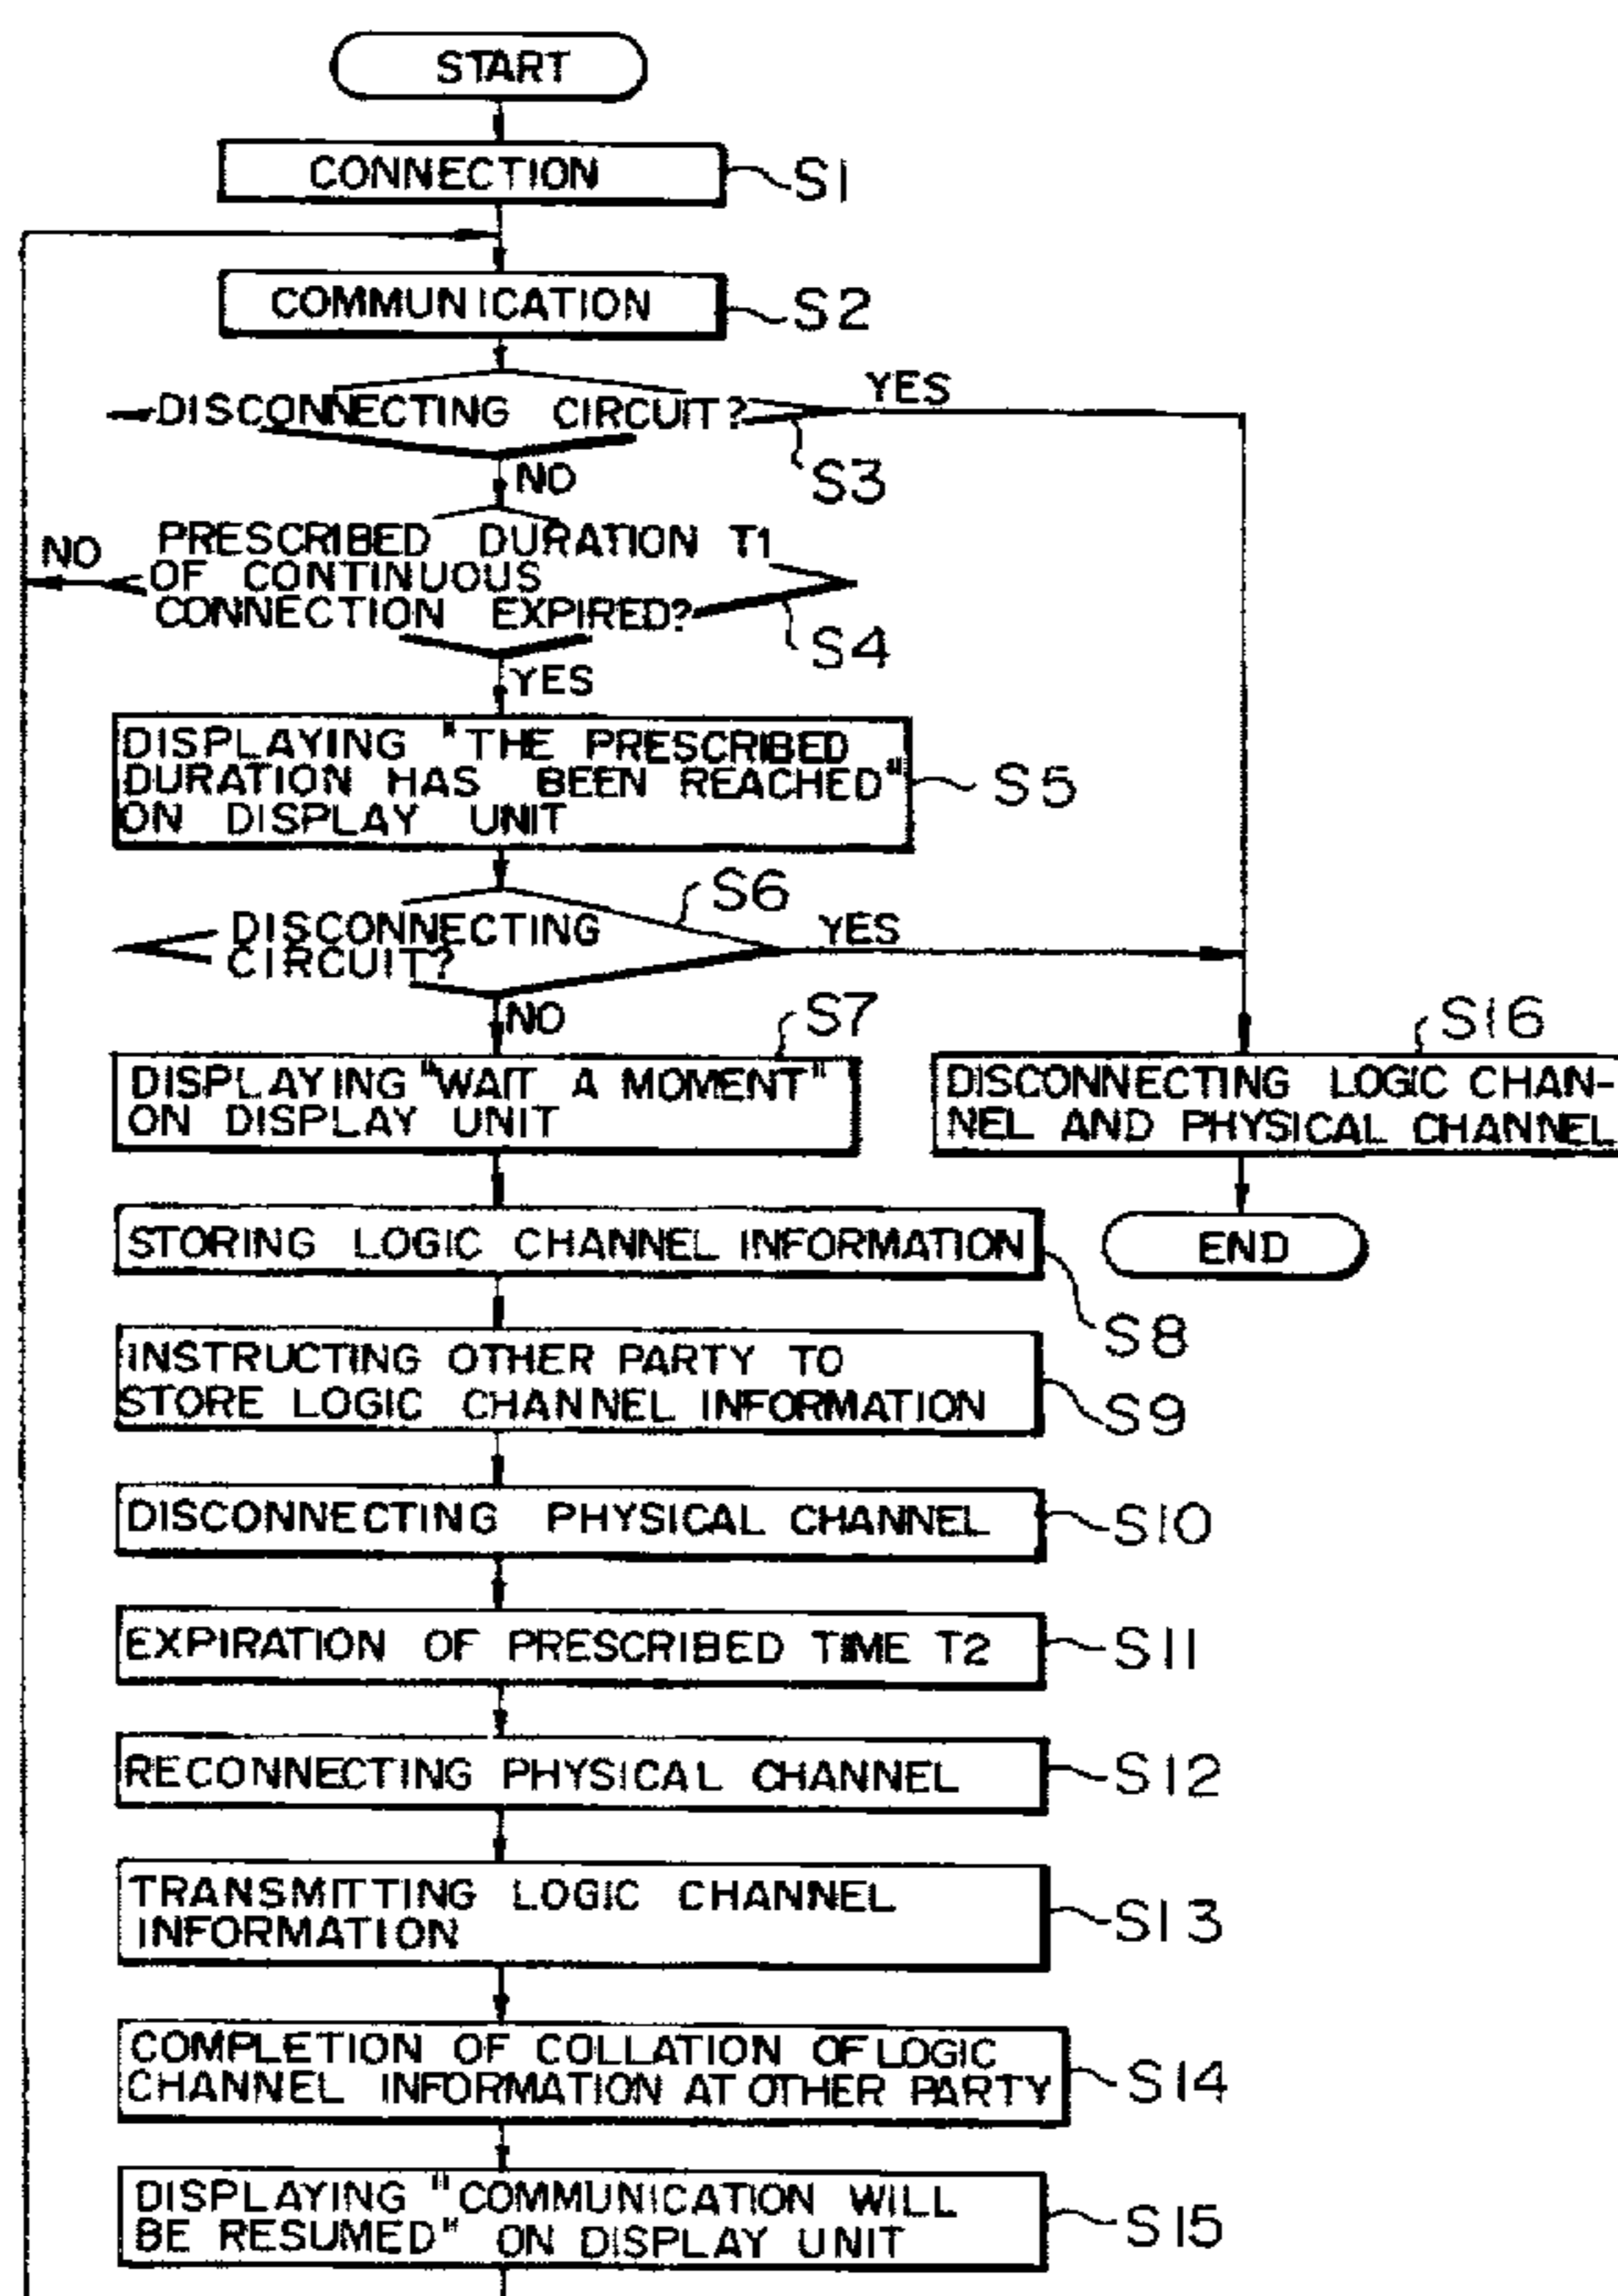 START
CONNECTION
S1
COMMUNICATION
S2
DISCONNECTING CIRCUIT?
YES
S3
NO
PRESCRIBED DURATION T1
OF CONTINUOUS
CONNECTION EXPIRED?
NO
S4
YES
DISPLAYING "THE PRESCRIBED
DURATION HAS BEEN REACHED"
ON DISPLAY UNIT
S5
S6
DISCONNECTING
CIRCUIT?
YES
NO
S7
DISPLAYING "WAIT A MOMENT"
ON DISPLAY UNIT
S16
DISCONNECTING LOGIC CHAN-
NEL AND PHYSICAL CHANNEL
STORING LOGIC CHANNEL INFORMATION
END
S8
INSTRUCTING OTHER PARTY TO
STORE LOGIC CHANNEL INFORMATION
S9
DISCONNECTING PHYSICAL CHANNEL
S10
EXPIRATION OF PRESCRIBED TIME T2
S11
RECONNECTING PHYSICAL CHANNEL
S12
TRANSMITTING LOGIC CHANNEL
INFORMATION
S13
COMPLETION OF COLLATION OF LOGIC
CHANNEL INFORMATION AT OTHER PARTY
S14
DISPLAYING "COMMUNICATION WILL
BE RESUMED" ON DISPLAY UNIT
S15